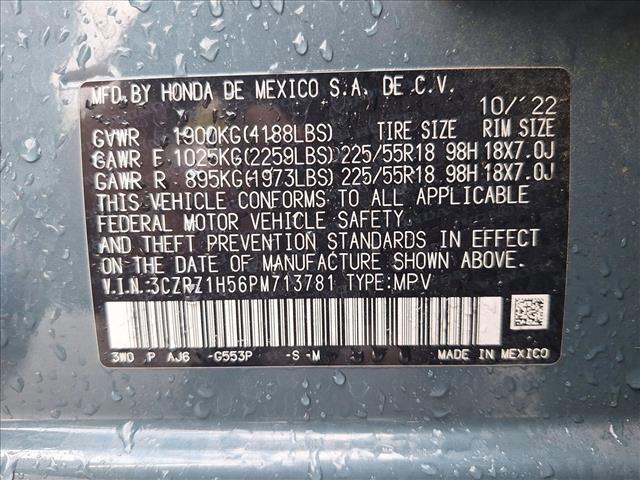 MFD.BY HONDA DE MEXICO S.A. DE C.V.
10/'22
GVWR 1900KG(4188LBS) TIRE SIZE RIM SIZE
GAWR F 1025KG(2259LBS) 225/55R18 98H 18X7.0J
GAWR R 895KG(1973LBS) 225/55R18 98H 18X7.0J
THIS VEHICLE CONFORMS TO ALL APPLICABLE
FEDERAL MOTOR VEHICLE SAFETY
AND THEFT PREVENTION STANDARDS IN EFFECT
ON THE DATE OF MANUFACTURE SHOWN ABOVE.
V.I.N.3CZRZ1H56PM713781 TYPE:MPV
3WO P AJ6 -G553P -S-M MADE IN MEXICO